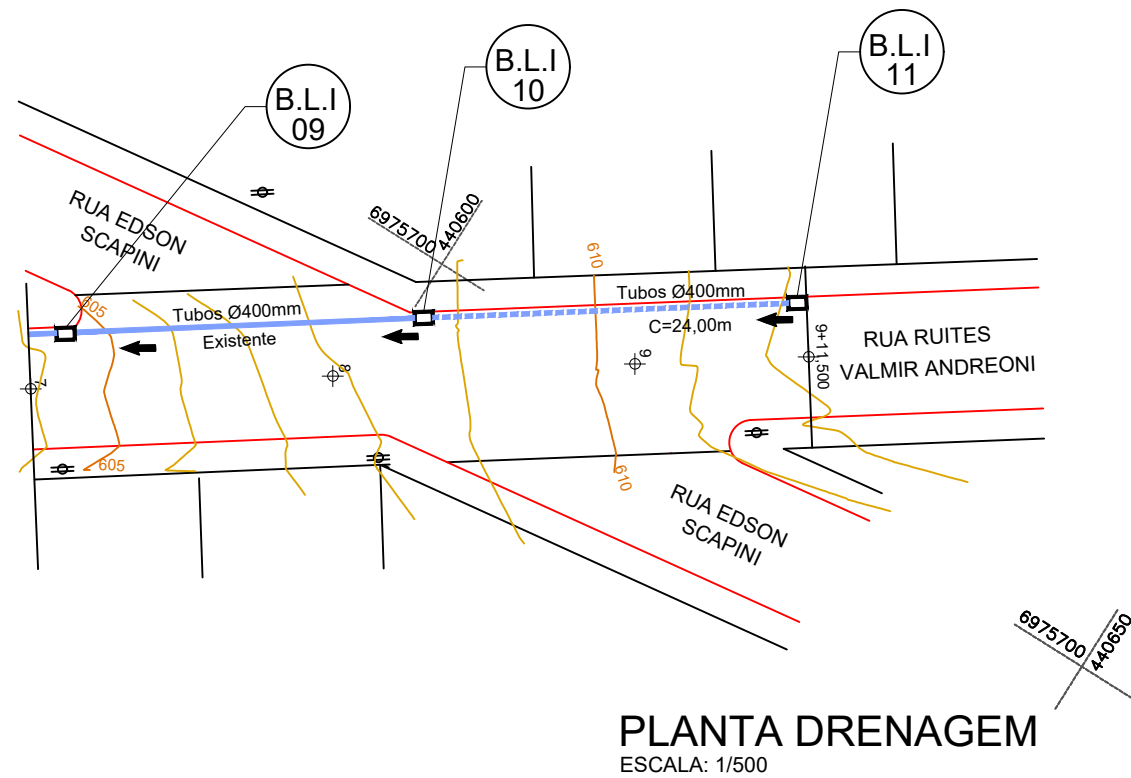 B.L.I
09
B.L.I
10
B.L.I
11
RUA EDSON
SCAPINI
6975700
440600
605
Tubos Ø400mm
Existente
610
Tubos Ø400mm
C=24,00m
7
8
9
9+11,500
RUA RUITES
VALMIR ANDREONI
605
610
RUA EDSON
SCAPINI
6975700
440650
PLANTA DRENAGEM
ESCALA: 1/500